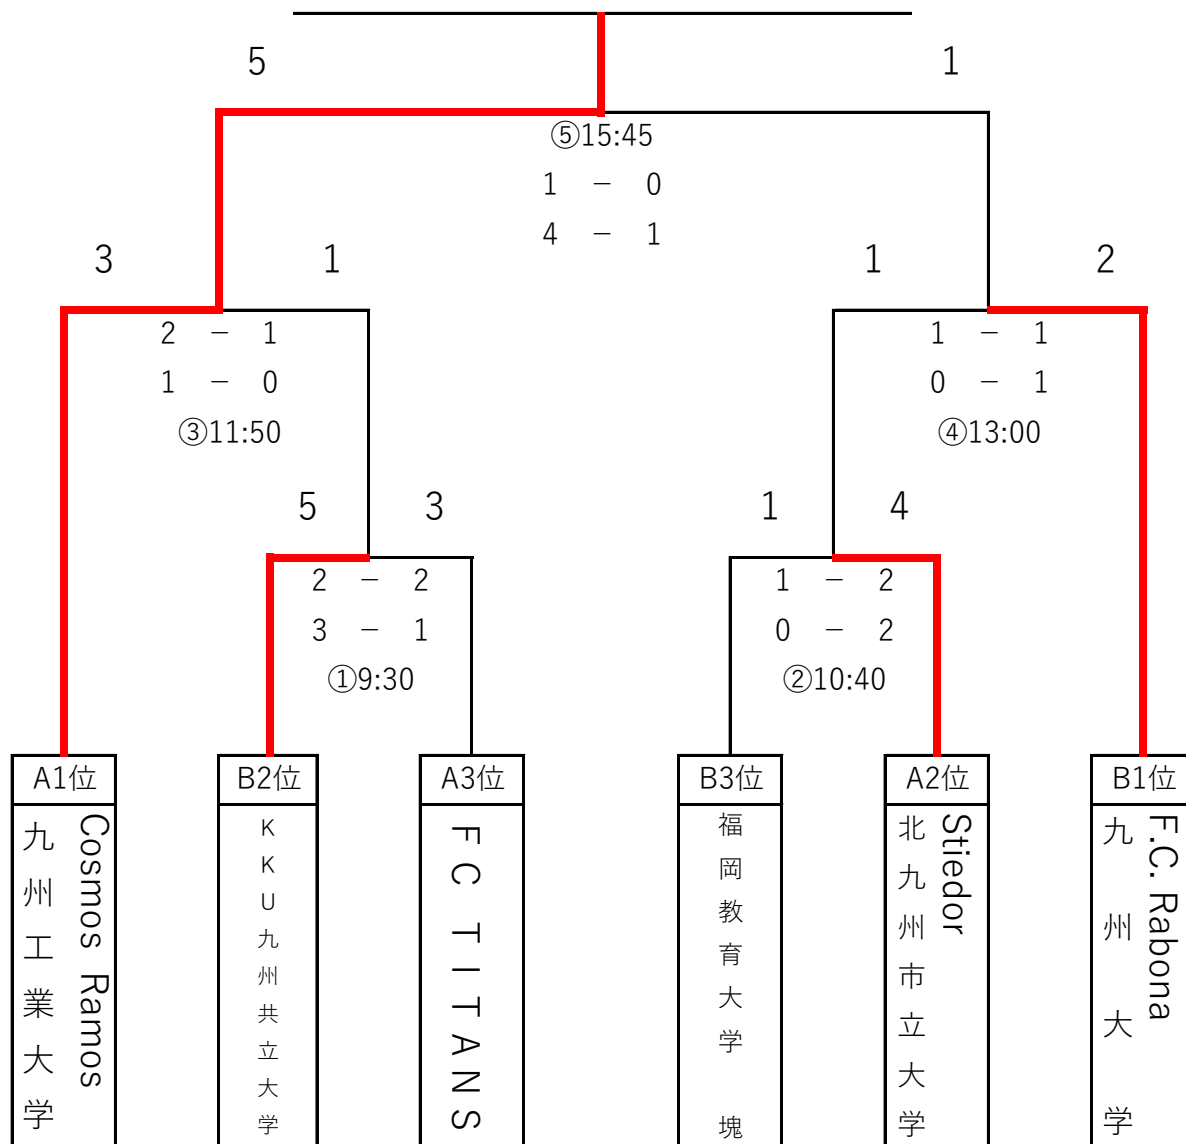 5 1
⑤15:45
1 － 0
4 － 1
3 1 1 2
2 － 1
1 － 0
③11:50
1 － 1
0 － 1
④13:00
5 3
1 4
2 － 2
3 － 1
①9:30
1 － 2
0 － 2
②10:40
A1位
九州工業大学
Cosmos Ramos
B2位
KKU九州共立大学
A3位
FC TITANS
B3位
福岡教育大学 塊
A2位
北九州市立大学
Stiedor
B1位
九州大学
F.C. Rabona